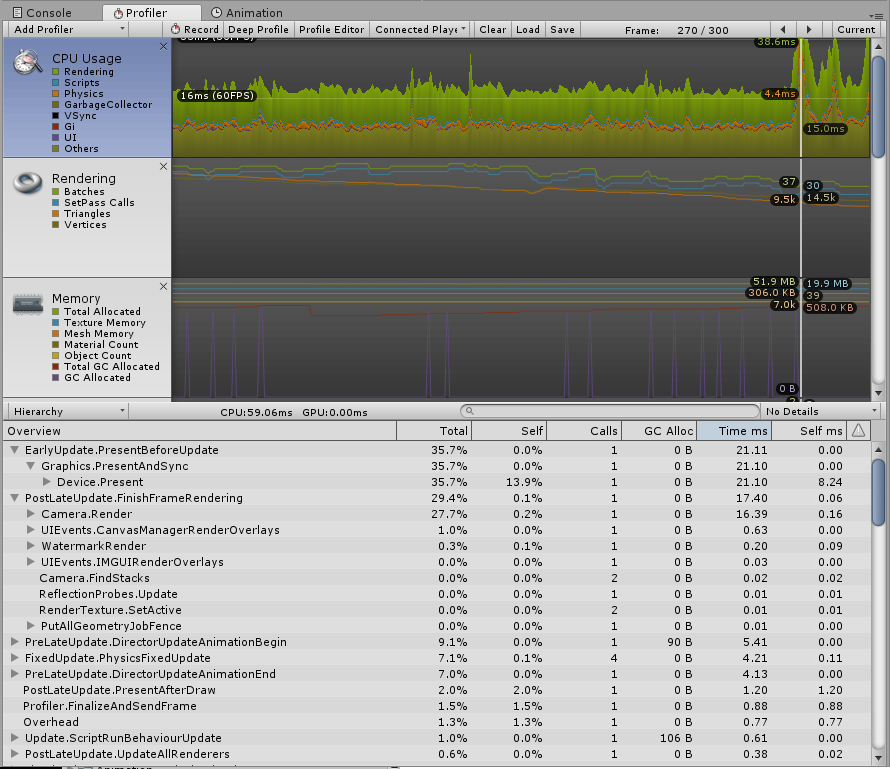 Console Profiler Animation
Add Profiler Record Deep Profile Profiler Editor Connected Playe Clear Load Save Frame: 270 / 300 Current
CPU Usage
Rendering
Scripts
Physics
GarbageCollector
VSync
Gi
UI
Others
38.6ms
16ms (60FPS)
4.4ms
15.0ms
Rendering
Batches
SetPass Calls
Triangles
Vertices
37 30
9.5k 14.5k
Memory
Total Allocated
Texture Memory
Mesh Memory
Material Count
Object Count
Total GC Allocated
GC Allocated
51.9 MB 19.9 MB
306.0 KB 39
7.0k 508.0 KB
0 B
Hierarchy CPU:59.06ms GPU:0.00ms No Details
Overview Total Self Calls GC Alloc Time ms Self ms
EarlyUpdate.PresentBeforeUpdate 35.7% 0.0% 1 0 B 21.11 0.00
Graphics.PresentAndSync 35.7% 0.0% 1 0 B 21.10 0.00
Device.Present 35.7% 13.9% 1 0 B 21.10 8.24
PostLateUpdate.FinishFrameRendering 29.4% 0.1% 1 0 B 17.40 0.06
Camera.Render 27.7% 0.2% 1 0 B 16.39 0.16
UIEvents.CanvasManagerRenderOverlays 1.0% 0.0% 1 0 B 0.63 0.00
WatermarkRender 0.3% 0.1% 1 0 B 0.20 0.09
UIEvents.IMGUIRenderOverlays 0.0% 0.0% 1 0 B 0.03 0.00
Camera.FindStacks 0.0% 0.0% 2 0 B 0.02 0.02
ReflectionProbes.Update 0.0% 0.0% 1 0 B 0.01 0.01
RenderTexture.SetActive 0.0% 0.0% 2 0 B 0.01 0.01
PutAllGeometryJobFence 0.0% 0.0% 1 0 B 0.00 0.00
PreLateUpdate.DirectorUpdateAnimationBegin 9.1% 0.0% 1 90 B 5.41 0.00
FixedUpdate.PhysicsFixedUpdate 7.1% 0.1% 4 0 B 4.21 0.11
PreLateUpdate.DirectorUpdateAnimationEnd 7.0% 0.0% 1 0 B 4.13 0.00
PostLateUpdate.PresentAfterDraw 2.0% 2.0% 1 0 B 1.20 1.20
Profiler.FinalizeAndSendFrame 1.5% 1.5% 1 0 B 0.88 0.88
Overhead 1.3% 1.3% 1 0 B 0.77 0.77
Update.ScriptRunBehaviourUpdate 1.0% 0.0% 1 106 B 0.61 0.00
PostLateUpdate.UpdateAllRenderers 0.6% 0.0% 1 0 B 0.38 0.02